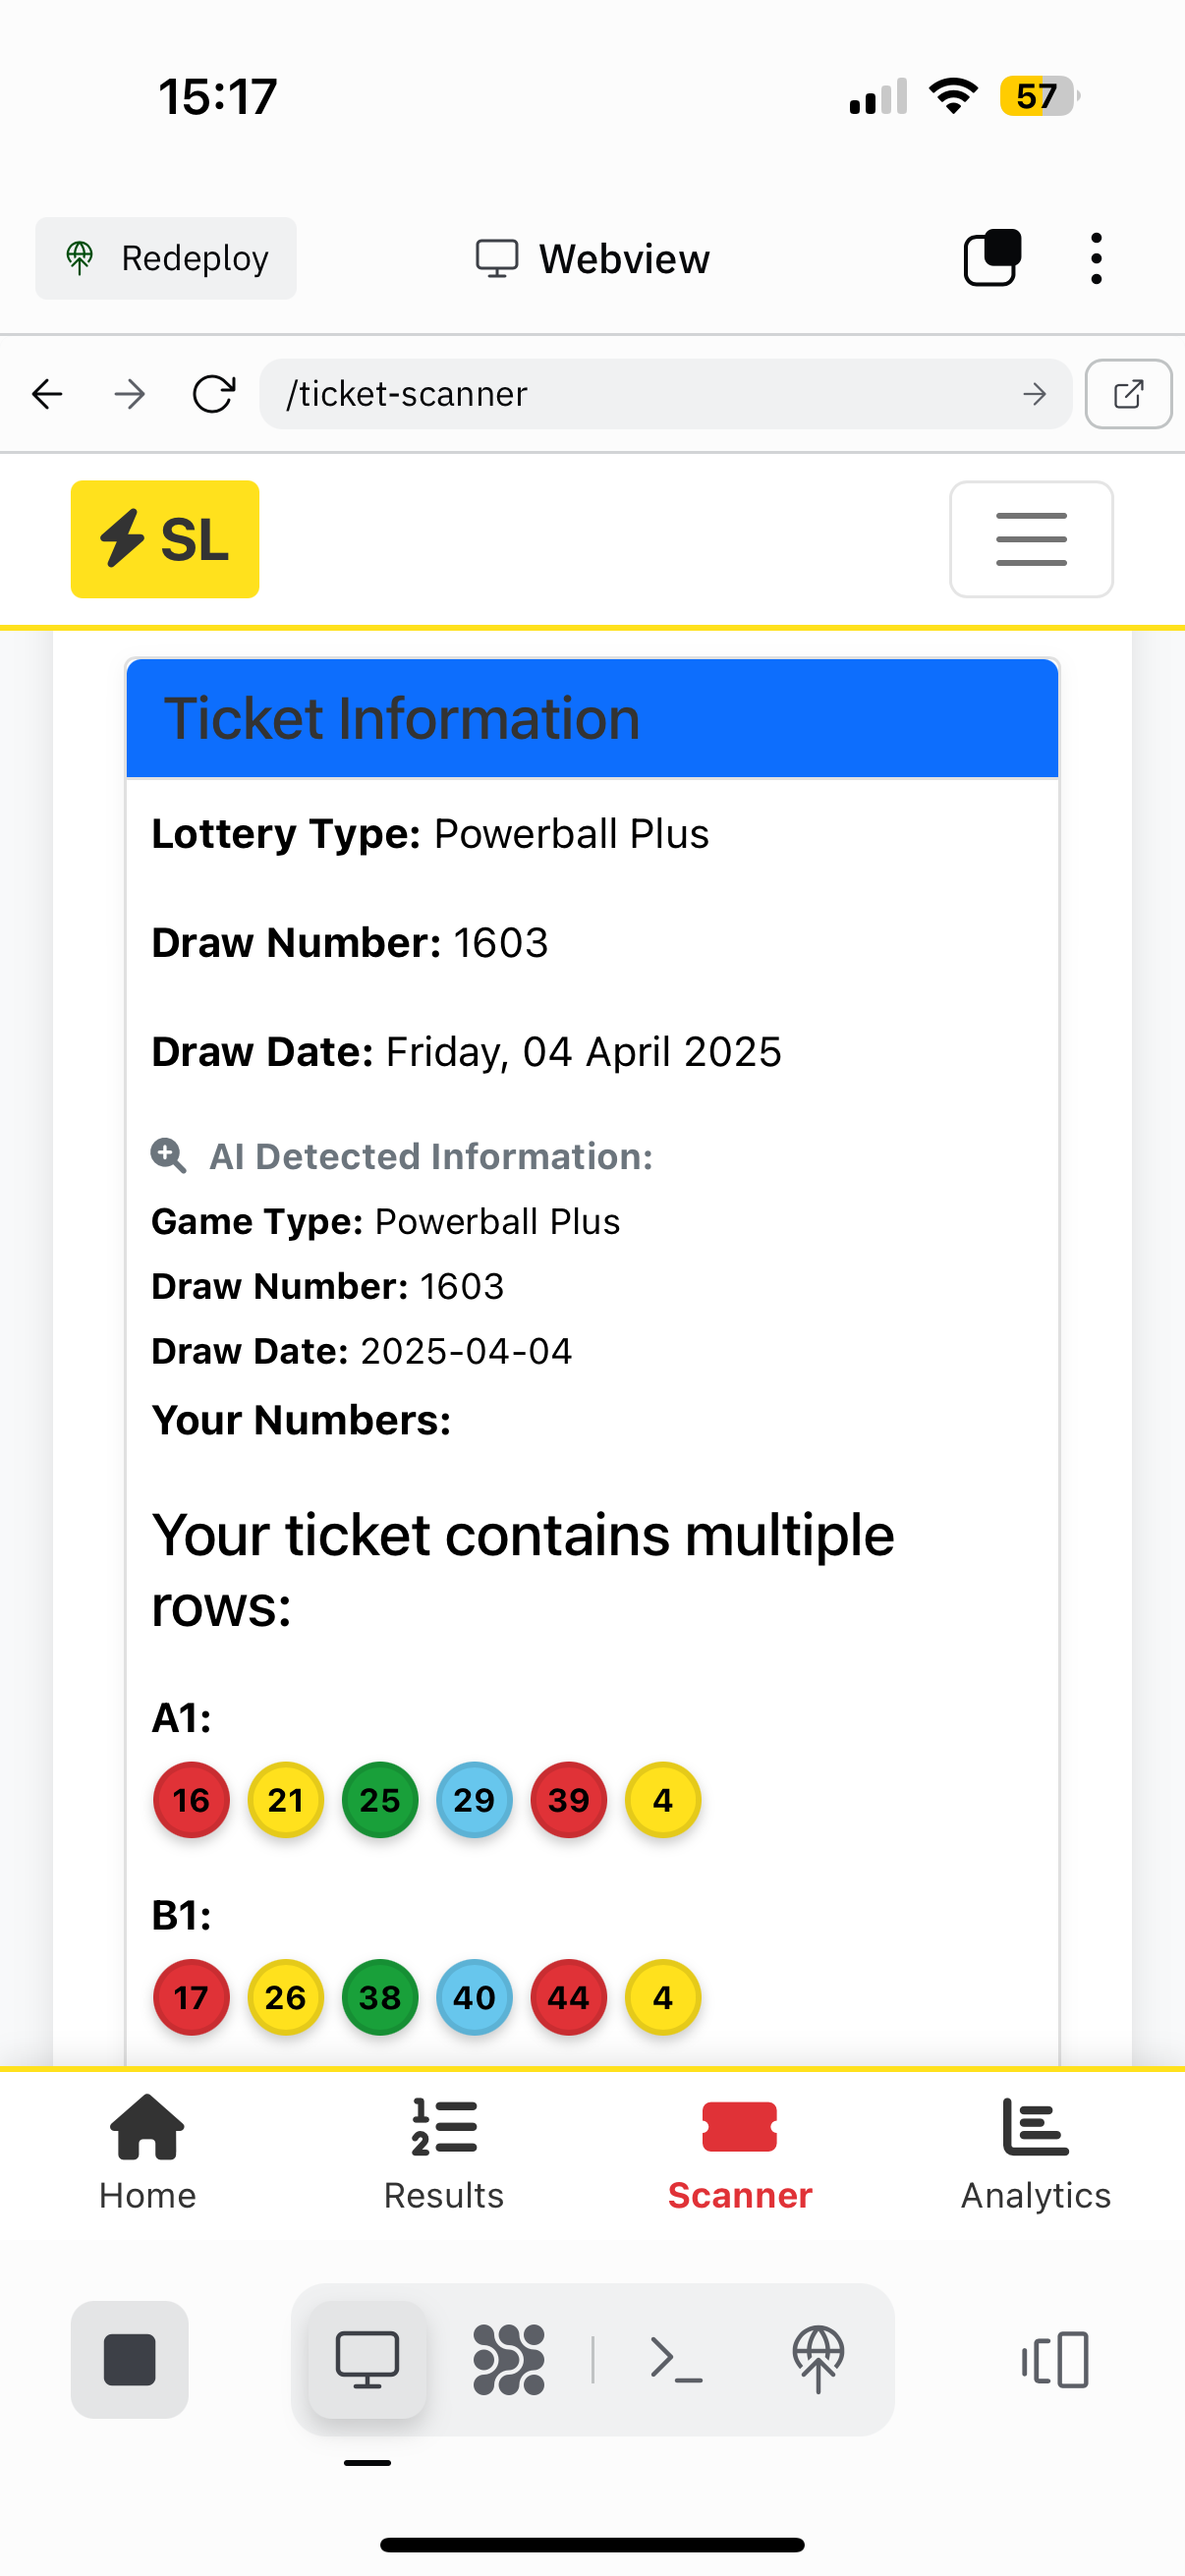 15:17
57
Redeploy
Webview
/ticket-scanner
SL
Ticket Information
Lottery Type: Powerball Plus
Draw Number: 1603
Draw Date: Friday, 04 April 2025
AI Detected Information:
Game Type: Powerball Plus
Draw Number: 1603
Draw Date: 2025-04-04
Your Numbers:
Your ticket contains multiple
rows:
A1:
16 21 25 29 39 4
B1:
17 26 38 40 44 4
Home Results Scanner Analytics